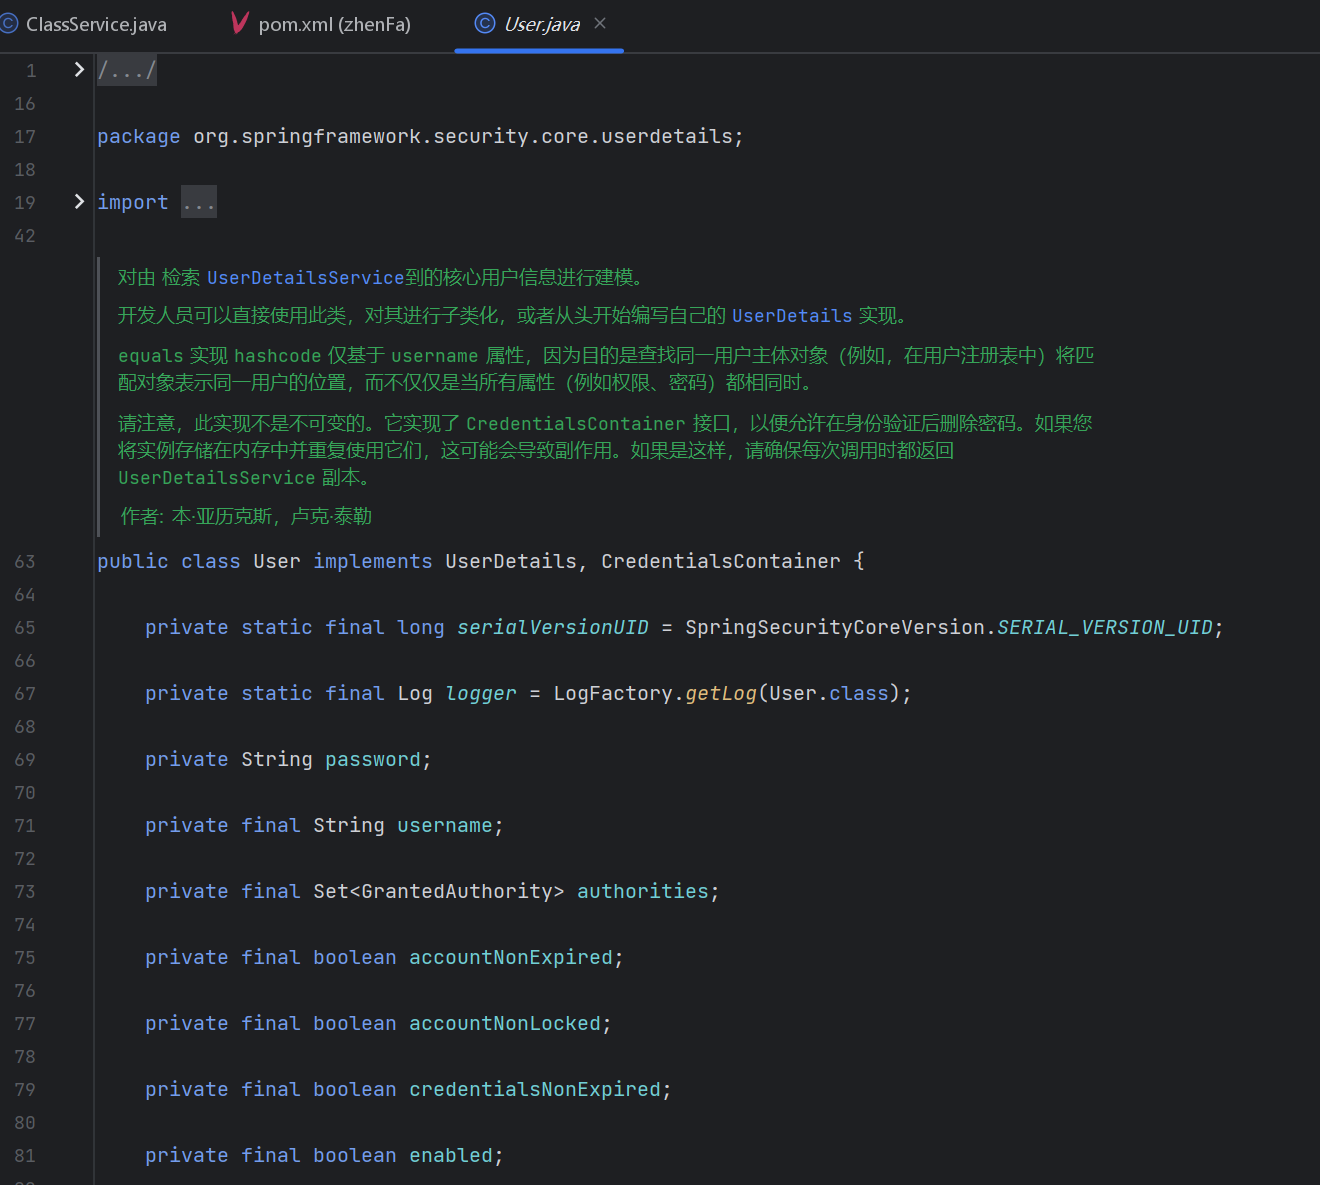 ClassService.java pom.xml (zhenFa) User.java
1 /.../
16
17 package org.springframework.security.core.userdetails;
18
19 import ...
42
对由 检索 UserDetailsService到的核心用户信息进行建模。
开发人员可以直接使用此类，对其进行子类化，或者从头开始编写自己的 UserDetails 实现。
equals 实现 hashcode 仅基于 username 属性，因为目的是查找同一用户主体对象（例如，在用户注册表中）将匹
配对象表示同一用户的位置，而不仅仅是当所有属性（例如权限、密码）都相同时。
请注意，此实现不是不可变的。它实现了 CredentialsContainer 接口，以便允许在身份验证后删除密码。如果您
将实例存储在内存中并重复使用它们，这可能会导致副作用。如果是这样，请确保每次调用时都返回
UserDetailsService 副本。
作者: 本·亚历克斯，卢克·泰勒
63 public class User implements UserDetails, CredentialsContainer {
64
65 private static final long serialVersionUID = SpringSecurityCoreVersion.SERIAL_VERSION_UID;
66
67 private static final Log logger = LogFactory.getLog(User.class);
68
69 private String password;
70
71 private final String username;
72
73 private final Set<GrantedAuthority> authorities;
74
75 private final boolean accountNonExpired;
76
77 private final boolean accountNonLocked;
78
79 private final boolean credentialsNonExpired;
80
81 private final boolean enabled;